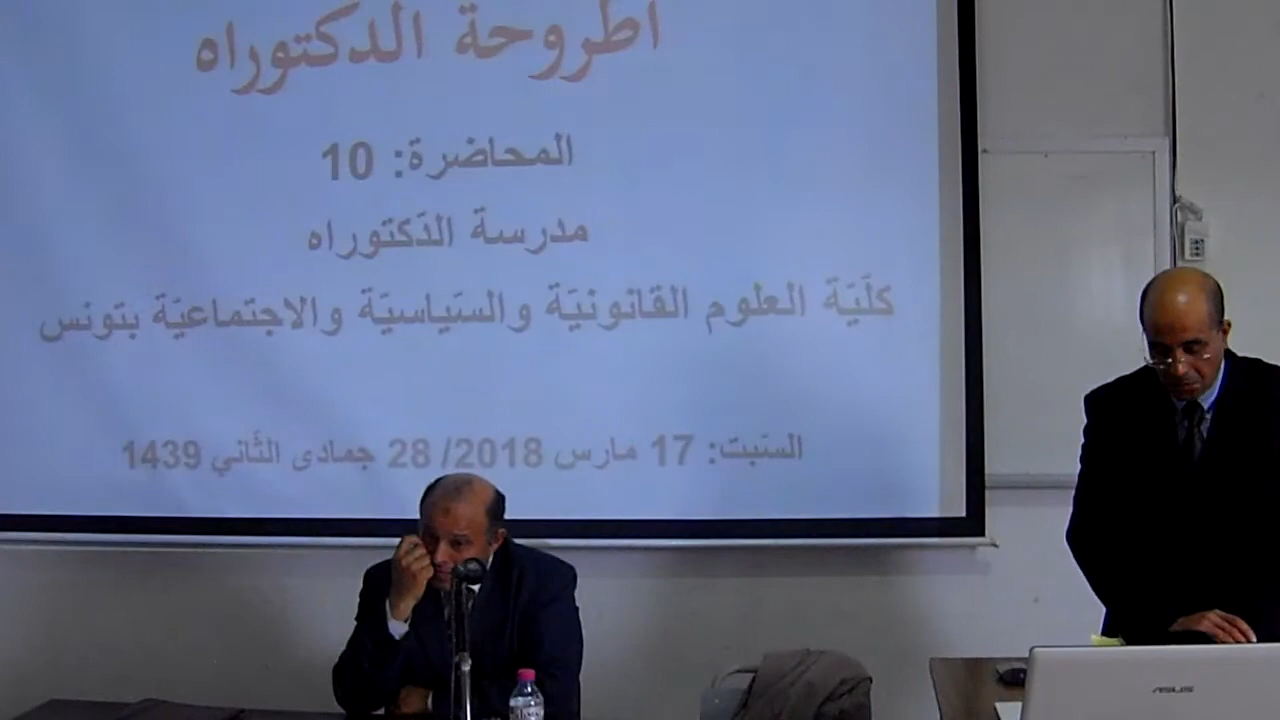 أطروحة الدكتوراه
المحاضرة: 10
مدرسة الدّكتوراه
كلّيّة العلوم القانونيّة والسّياسيّة والاجتماعيّة بتونس
السّبت: 17 مارس 2018/ 28 جمادى الثّاني 1439
ASUS